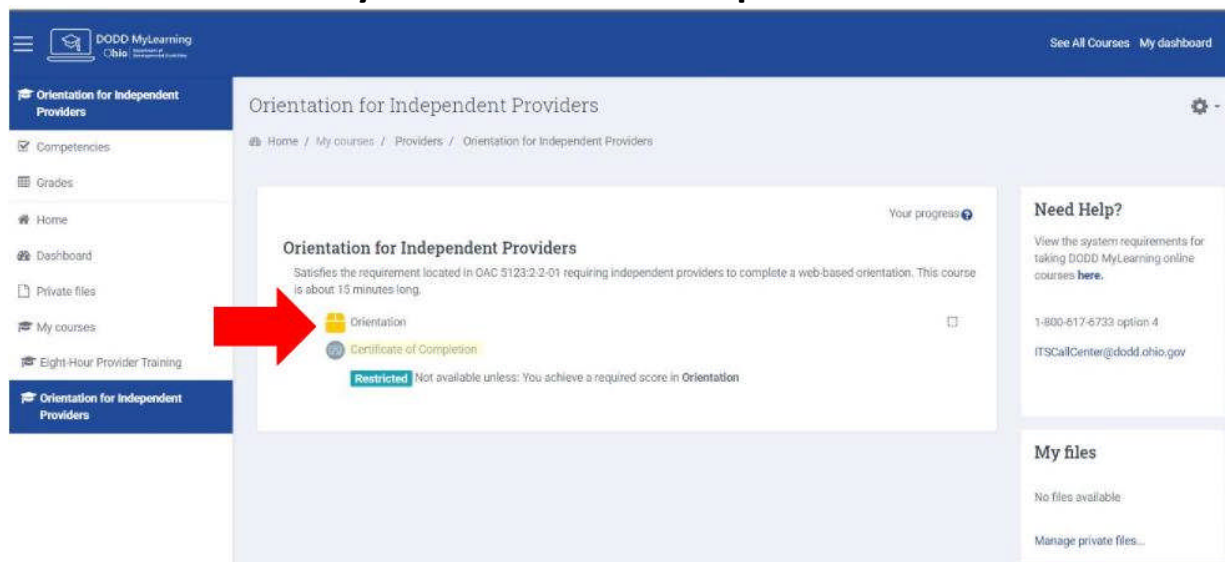 DODD MyLearning
Ohio
See All Courses My dashboard
Orientation for Independent
Providers
Competencies
Grades
Home
Dashboard
Private files
My courses
Eight-Hour Provider Training
Orientation for Independent
Providers
Orientation for Independent Providers
Home / My courses / Providers / Orientation for Independent Providers
Your progress
Orientation for Independent Providers
Satisfies the requirement located in OAC 5123:2-2-01 requiring independent providers to complete a web-based orientation. This course
is about 15 minutes long.
Orientation
Certificate of Completion
Restricted Not available unless: You achieve a required score in Orientation
Need Help?
View the system requirements for
taking DODD MyLearning online
courses here.
1-800-617-6733 option 4
ITSCallCenter@dodd.ohio.gov
My files
No files available
Manage private files...